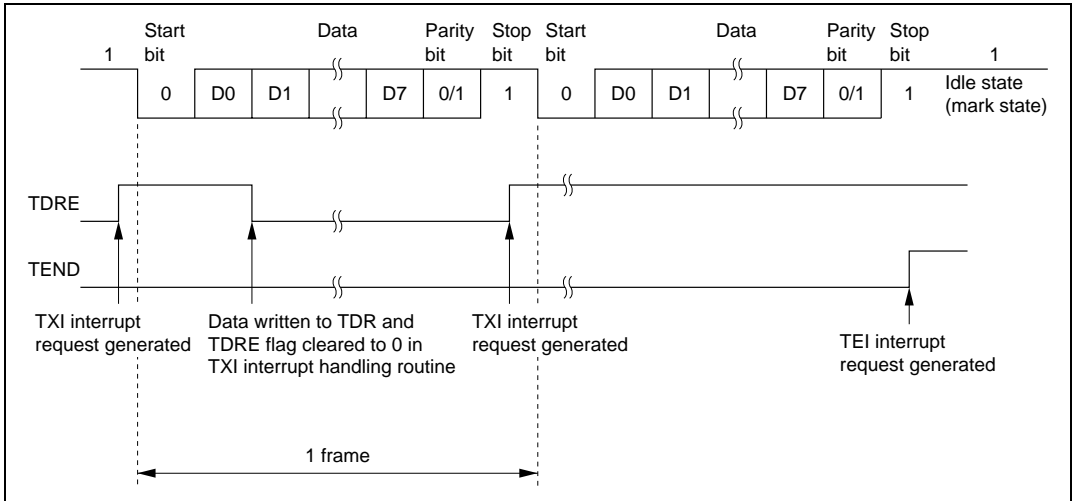 Start Data Parity Stop Start Data Parity Stop
1 bit bit bit bit bit bit 1
0 D0 D1 D7 0/1 1 0 D0 D1 D7 0/1 1 Idle state
(mark state)
TDRE
TEND
TXI interrupt
request generated
Data written to TDR and
TDRE flag cleared to 0 in
TXI interrupt handling routine
TXI interrupt
request generated
TEI interrupt
request generated
1 frame